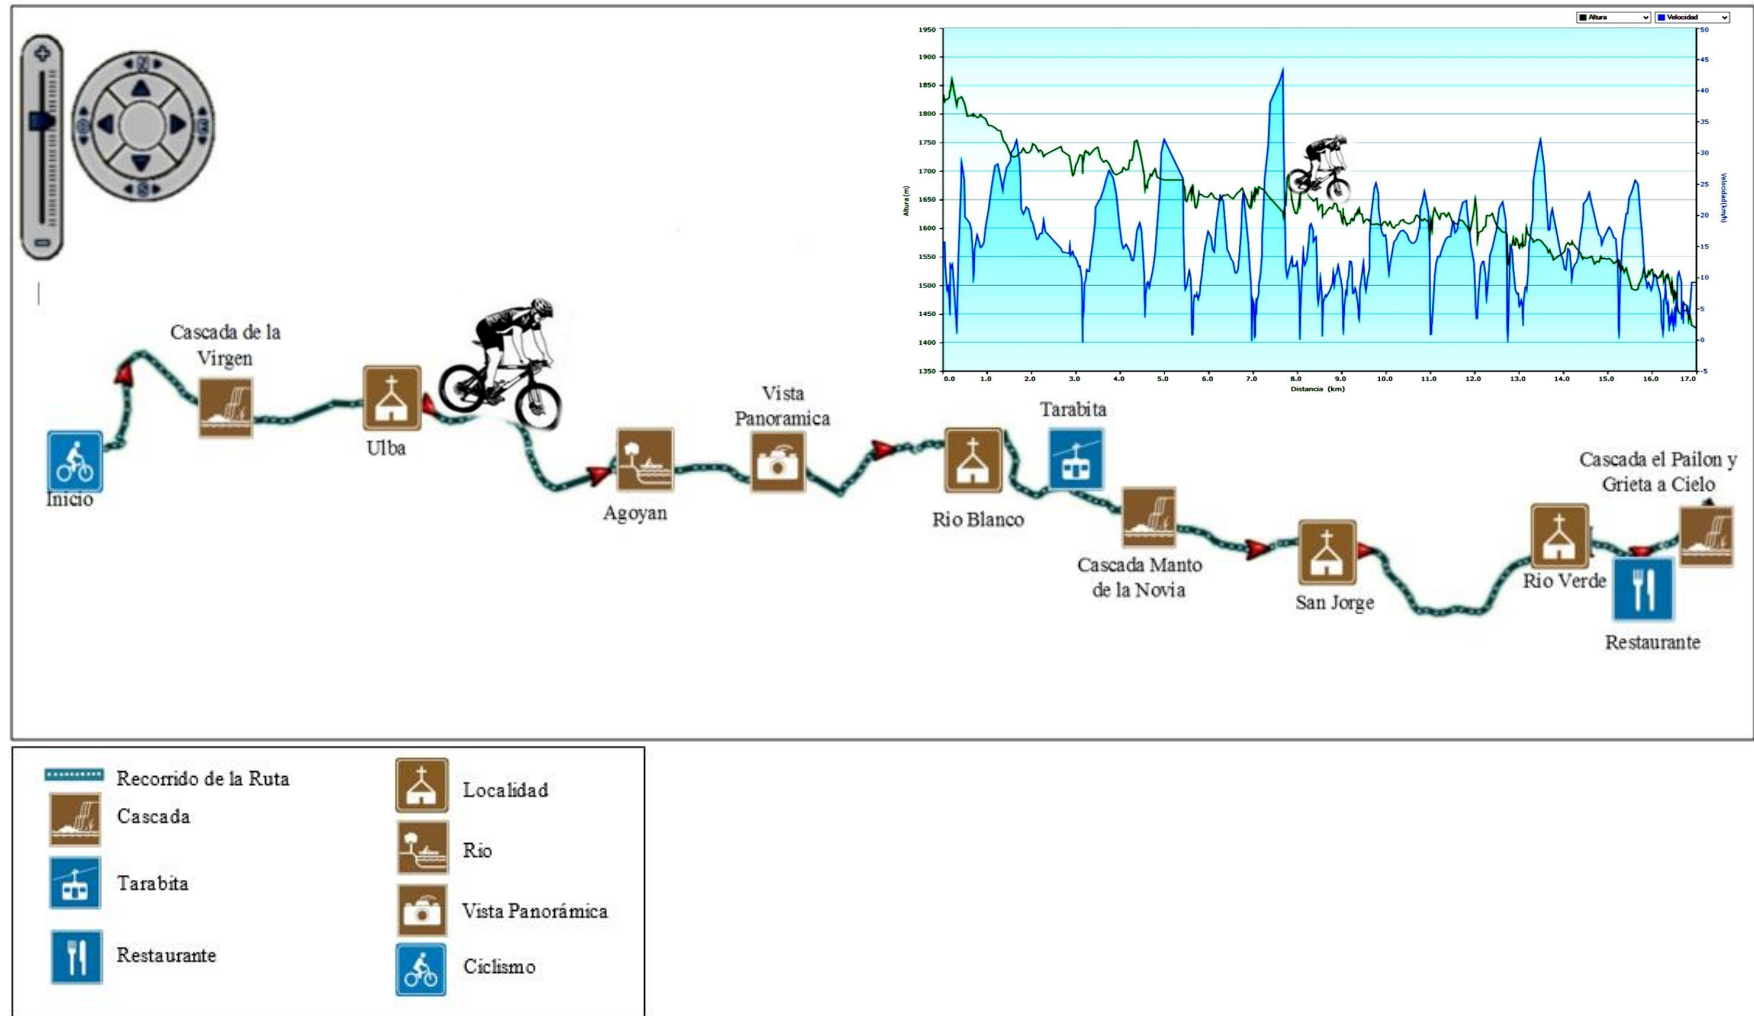 Altura
Velocidad
1950
1900
1850
1800
1750
1700
1650
1600
1550
1500
1450
1400
1350
Altura (m)
50
45
40
35
30
25
20
15
10
5
0
-5
Velocidad (km/h)
0.0 1.0 2.0 3.0 4.0 5.0 6.0 7.0 8.0 9.0 10.0 11.0 12.0 13.0 14.0 15.0 16.0 17.0
Distancia (km)
Cascada de la
Virgen
Inicio
Ulba
Agoyan
Vista
Panoramica
Rio Blanco
Tarabita
Cascada Manto
de la Novia
San Jorge
Rio Verde
Cascada el Pailon y
Grieta a Cielo
Restaurante
Recorrido de la Ruta
Cascada
Tarabita
Restaurante
Localidad
Rio
Vista Panorámica
Ciclismo